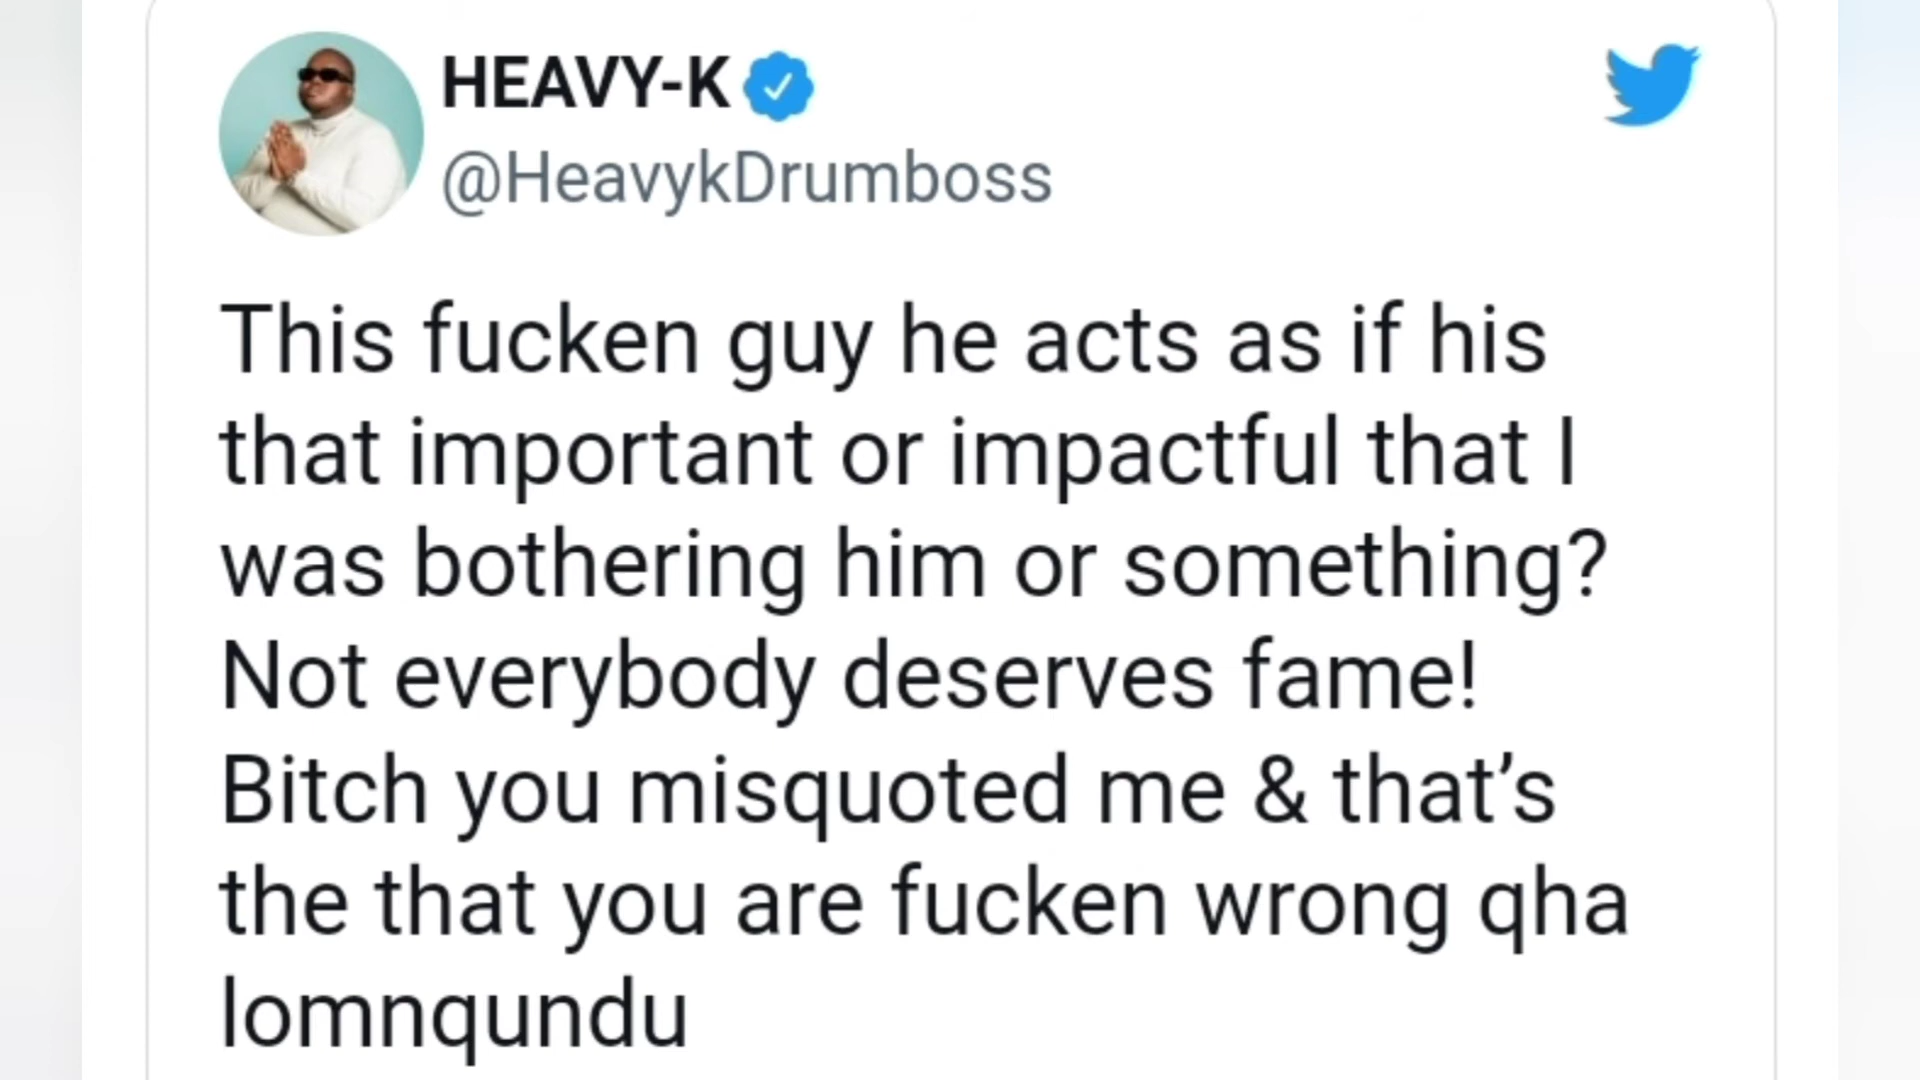 HEAVY-K
@HeavykDrumboss
This fucken guy he acts as if his
that important or impactful that I
was bothering him or something?
Not everybody deserves fame!
Bitch you misquoted me & that’s
the that you are fucken wrong qha
lomnqundu